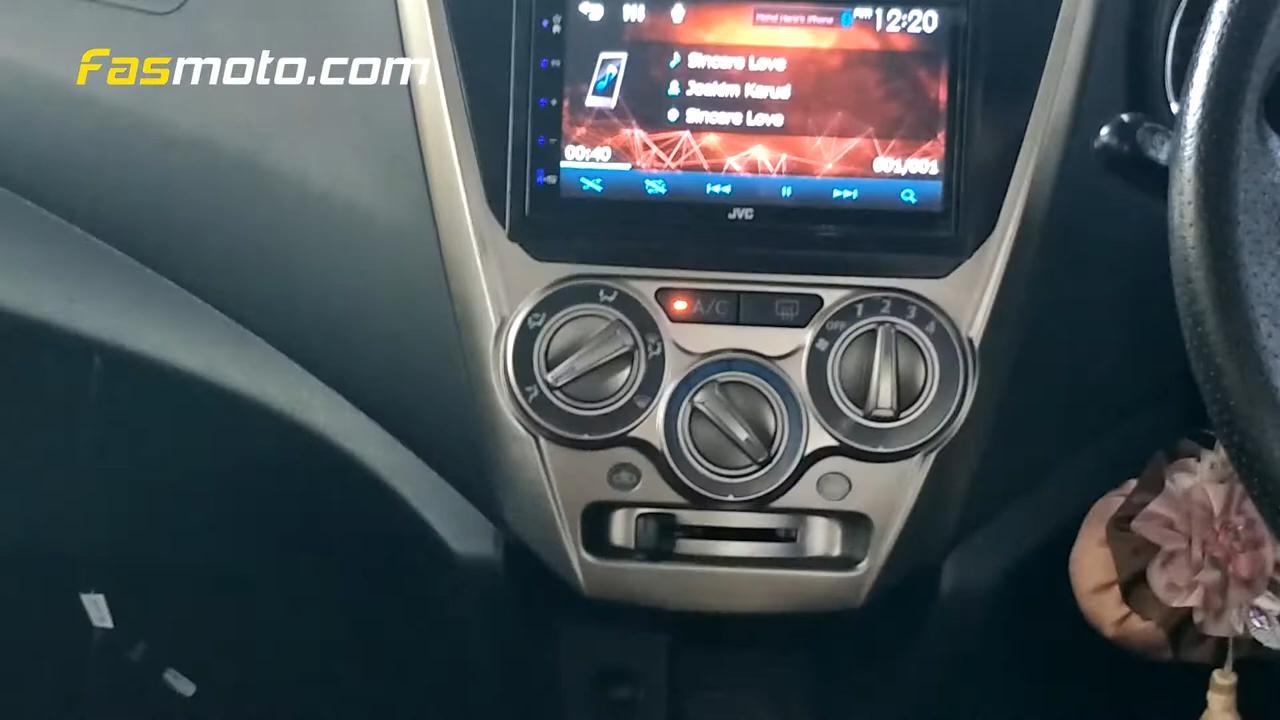 Fasmoto.com
12:20
Sincere Love
Joakim Karud
Sincere Love
00:40
001/001
JVC
A/C
OFF 1 2 3 4